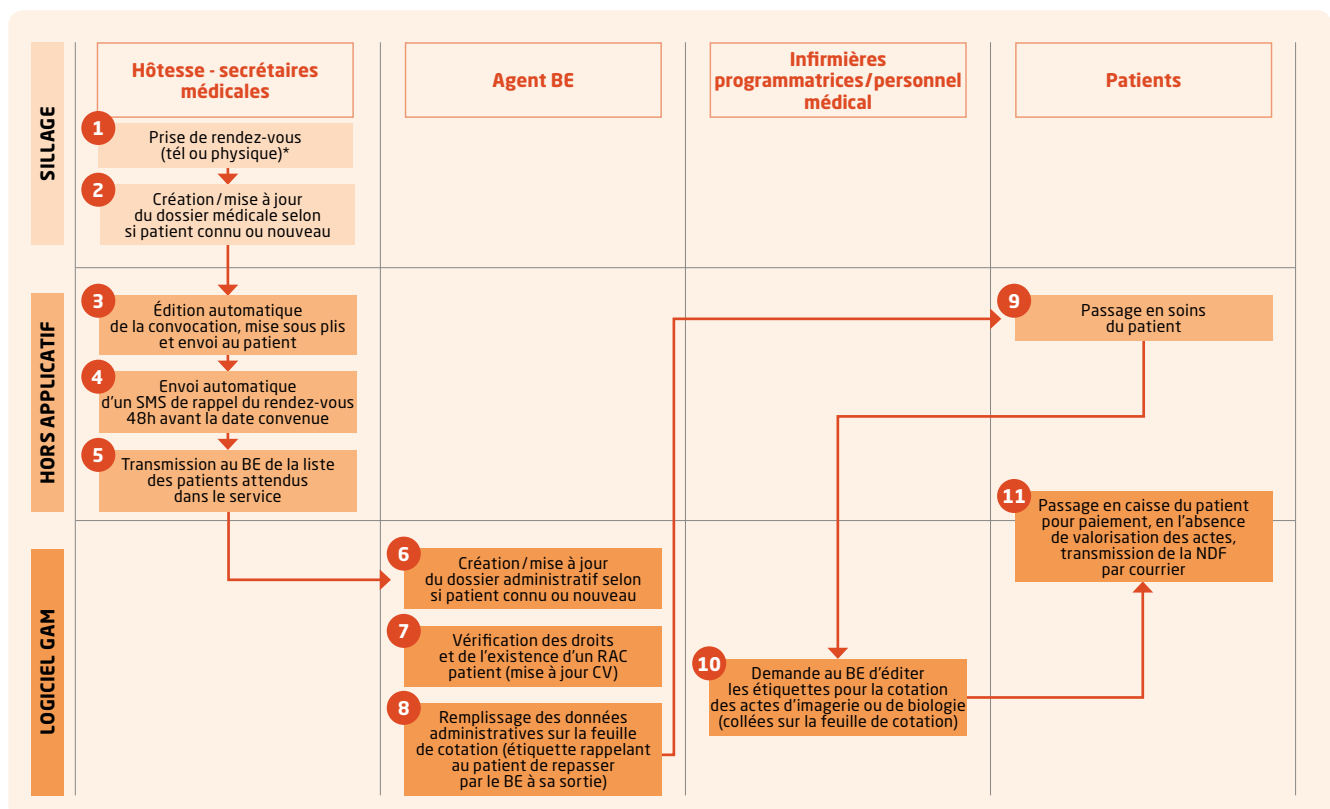 Hôtesse - secrétaires
médicales
Agent BE
Infirmières
programmatrices/personnel
médical
Patients
SILLAGE
1
Prise de rendez-vous
(tél ou physique)*
2
Création/mise à jour
du dossier médicale selon
si patient connu ou nouveau
HORS APPLICATIF
3
Édition automatique
de la convocation, mise sous plis
et envoi au patient
4
Envoi automatique
d'un SMS de rappel du rendez-vous
48h avant la date convenue
5
Transmission au BE de la liste
des patients attendus
dans le service
9
Passage en soins
du patient
11
Passage en caisse du patient
pour paiement, en l'absence
de valorisation des actes,
transmission de la NDF
par courrier
LOGICIEL GAM
6
Création/mise à jour
du dossier administratif selon
si patient connu ou nouveau
7
Vérification des droits
et de l'existence d'un RAC
patient (mise à jour CV)
8
Remplissage des données
administratives sur la feuille
de cotation (étiquette rappelant
au patient de repasser
par le BE à sa sortie)
10
Demande au BE d'éditer
les étiquettes pour la cotation
des actes d'imagerie ou de biologie
(collées sur la feuille de cotation)